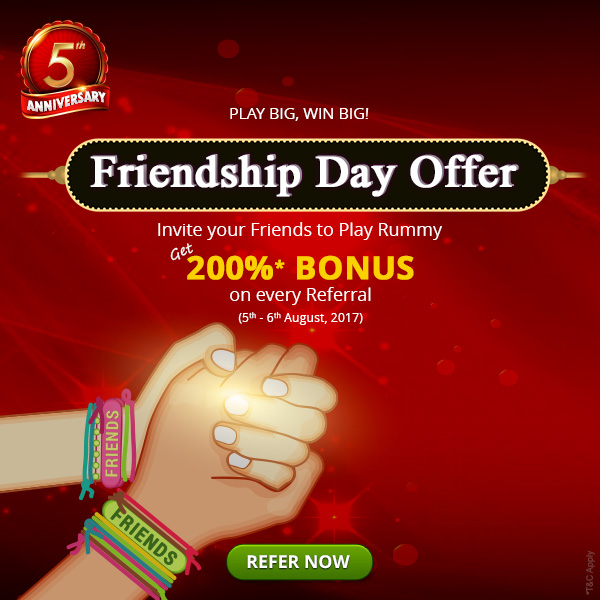 5th
ANNIVERSARY
PLAY BIG, WIN BIG!
Friendship Day Offer
Invite your Friends to Play Rummy
Get
200%* BONUS
on every Referral
(5th - 6th August, 2017)
FRIENDS
FRIENDS
REFER NOW
*T&C Apply